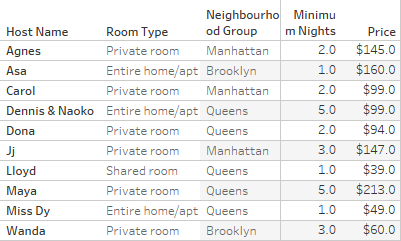 Host Name Room Type Neighbourho Minimu
od Group m Nights Price
Agnes Private room Manhattan 2.0 $145.0
Asa Entire home/apt Brooklyn 1.0 $160.0
Carol Private room Manhattan 2.0 $99.0
Dennis & Naoko Entire home/apt Queens 5.0 $99.0
Dona Private room Queens 2.0 $94.0
Jj Private room Manhattan 3.0 $147.0
Lloyd Shared room Queens 1.0 $39.0
Maya Private room Queens 5.0 $213.0
Miss Dy Entire home/apt Queens 1.0 $49.0
Wanda Private room Brooklyn 3.0 $60.0